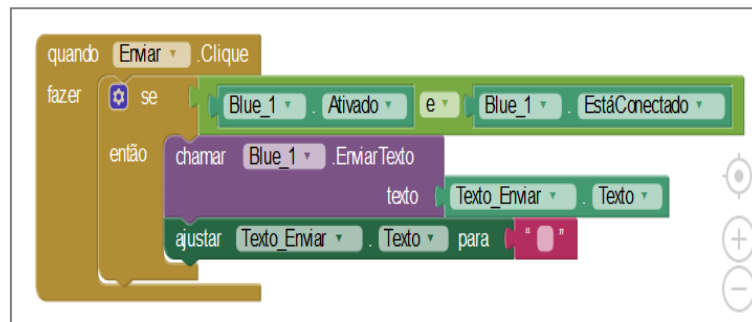 quando Enviar .Clique
fazer se Blue_1 . Ativado e Blue_1 . EstáConectado
então chamar Blue_1 .EnviarTexto
texto Texto_Enviar . Texto
ajustar Texto_Enviar . Texto para “ ”